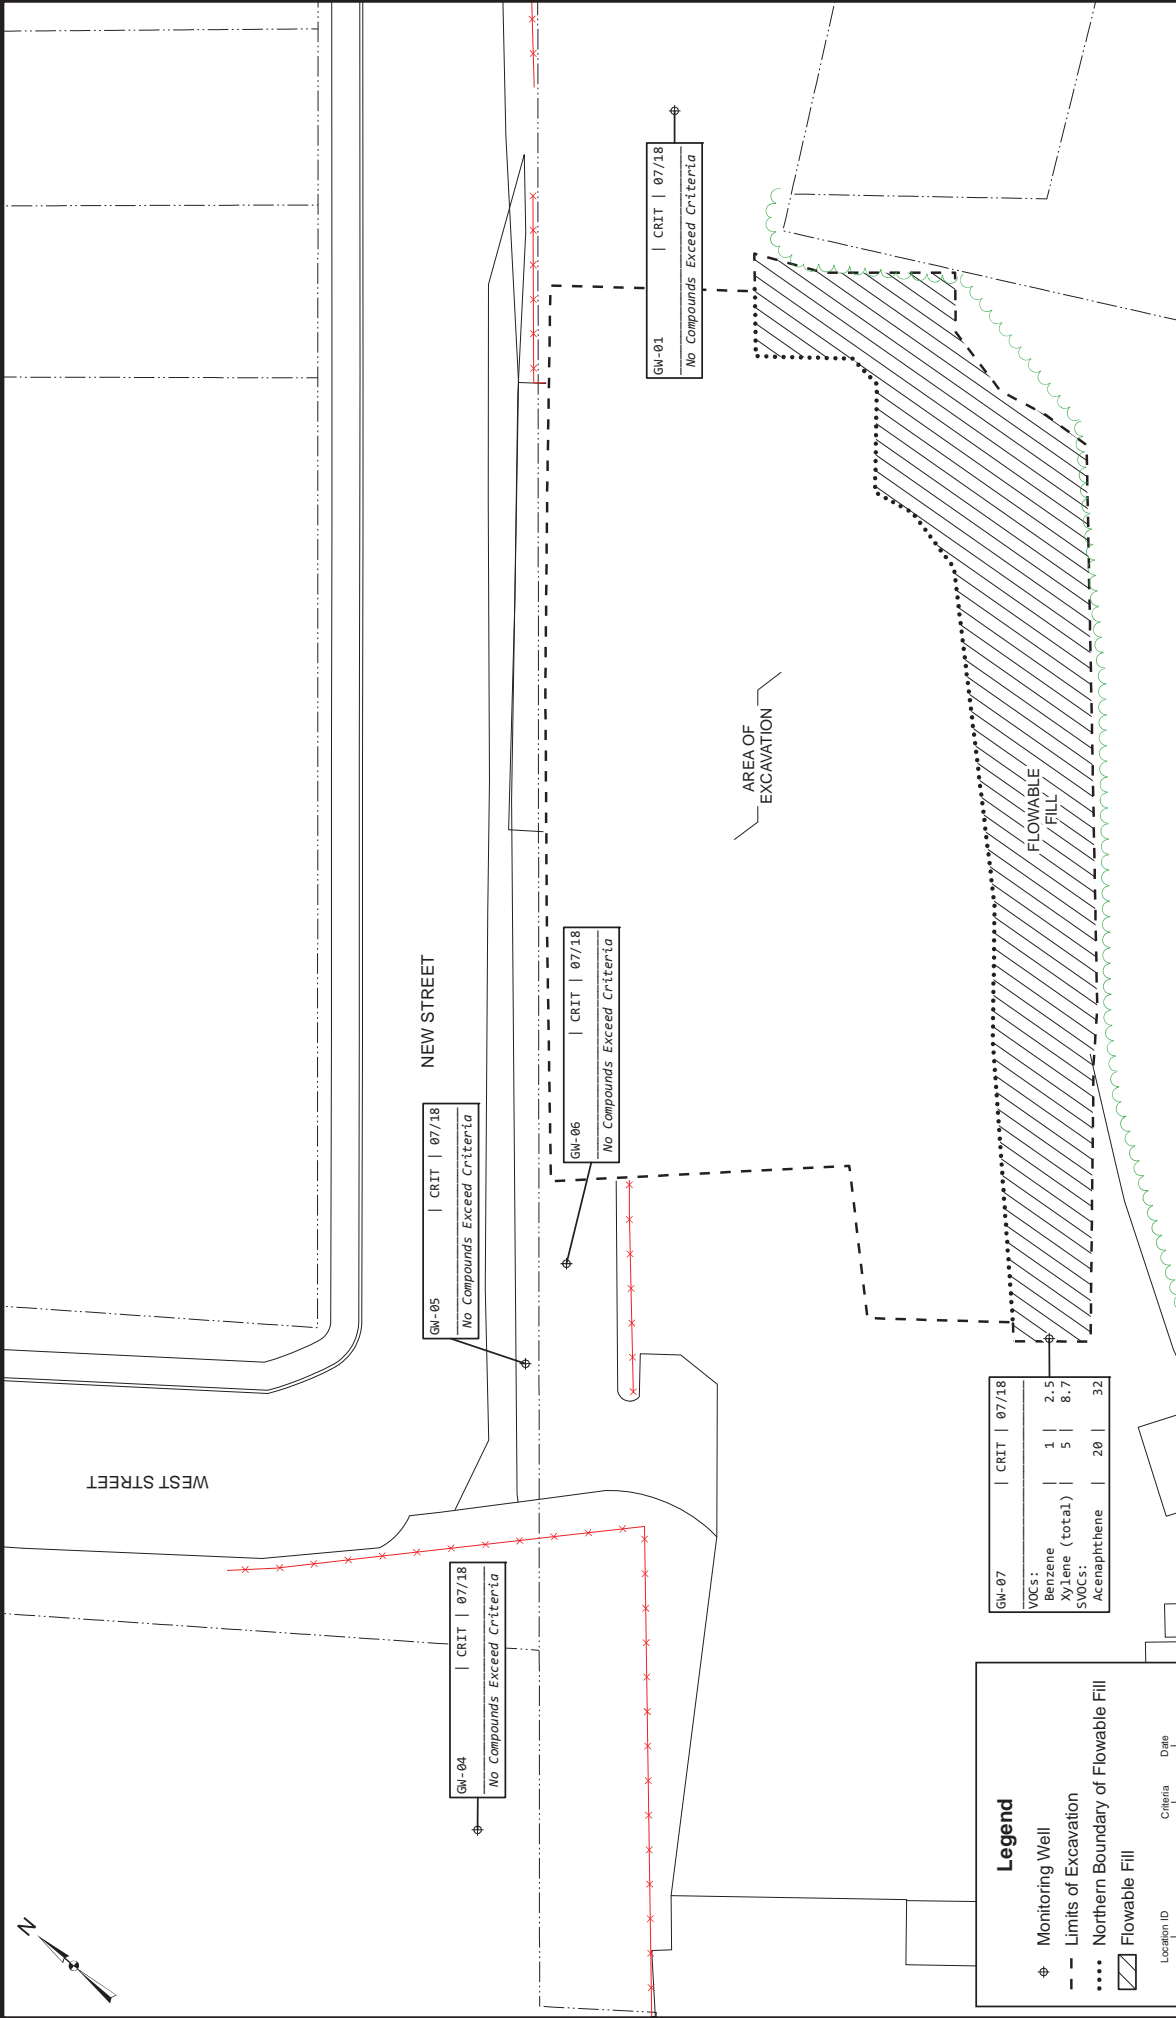 N
WEST STREET
NEW STREET
GW-04 | CRIT | 07/18
No Compounds Exceed Criteria
GW-05 | CRIT | 07/18
No Compounds Exceed Criteria
GW-06 | CRIT | 07/18
No Compounds Exceed Criteria
GW-01 | CRIT | 07/18
No Compounds Exceed Criteria
AREA OF
EXCAVATION
FLOWABLE
FILL
GW-07 | CRIT | 07/18
VOCs:
Benzene | 1 | 2.5
Xylene (total) | 5 | 8.7
SVOCs:
Acenaphthene | 20 | 32
Legend
Monitoring Well
Limits of Excavation
Northern Boundary of Flowable Fill
Flowable Fill
Location ID Criteria Date